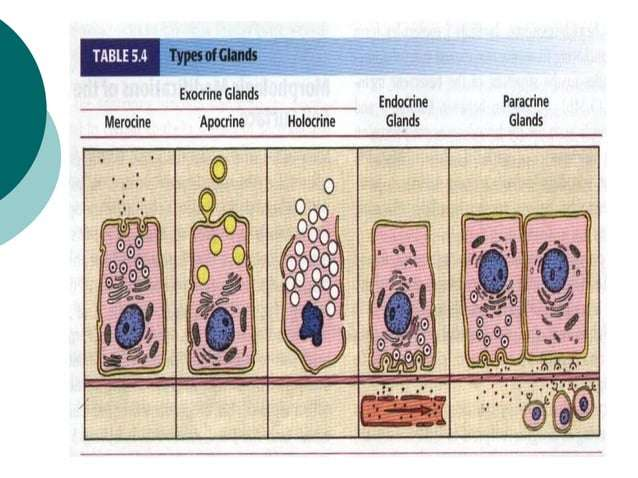 TABLE 5.4 Types of Glands
Exocrine Glands
Merocine Apocrine Holocrine
Endocrine Glands
Paracrine Glands